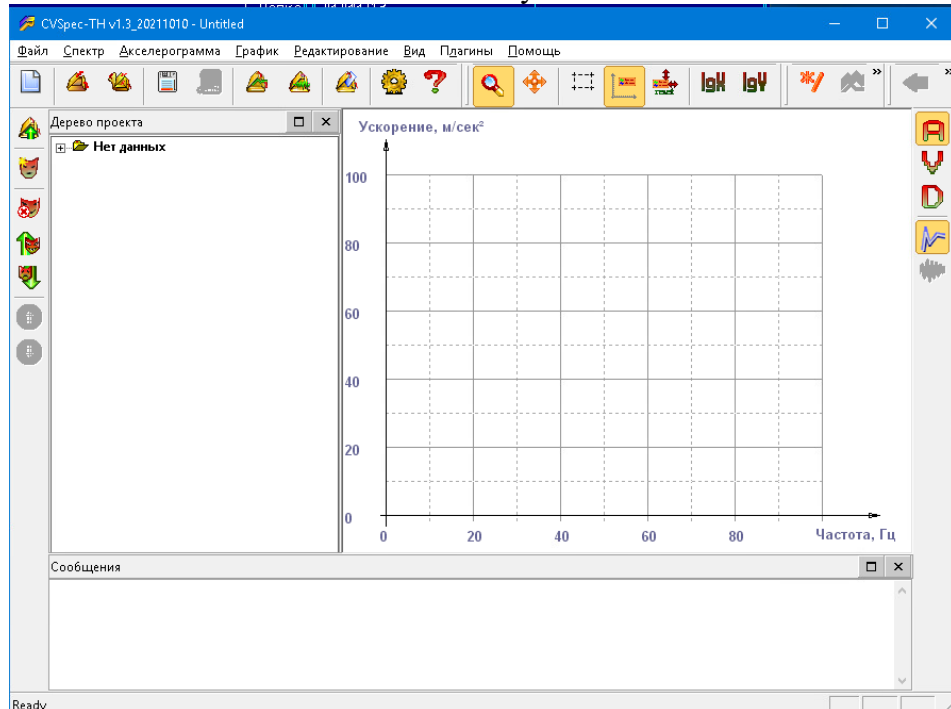 CVSpec-TH v1.3_20211010 - Untitled
Файл Спектр Акселерограмма График Редактирование Вид Плагины Помощь
lgX lgY
Дерево проекта
Нет данных
Ускорение, м/сек²
100
80
60
40
20
0
0 20 40 60 80 Частота, Гц
A
V
D
Сообщения
Ready